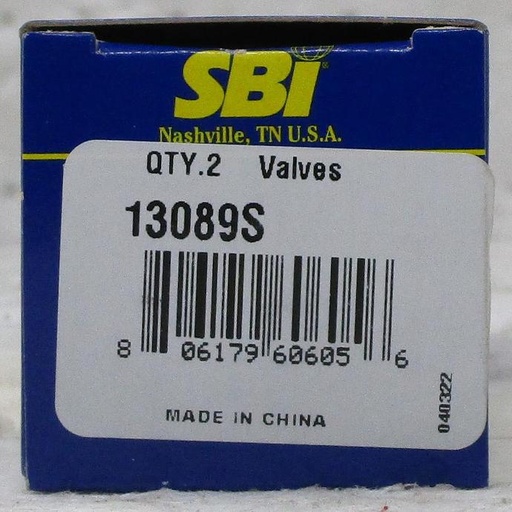 SBI
Nashville, TN U.S.A.
QTY.2 Valves
13089S
8 06179 60605 6
MADE IN CHINA
040322